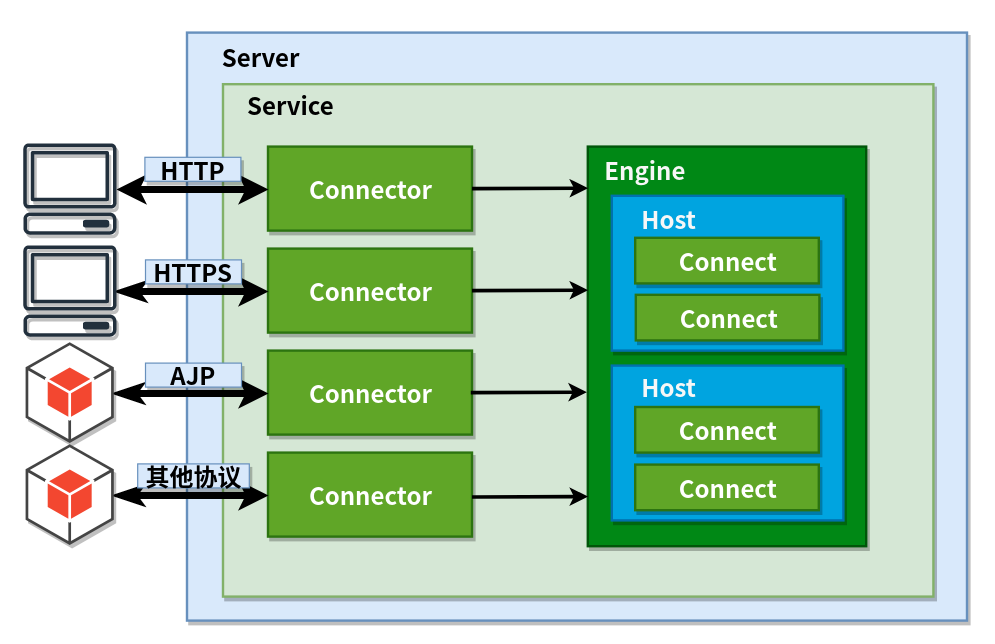 Server
Service
HTTP
Connector
HTTPS
Connector
AJP
Connector
其他协议
Connector
Engine
Host
Connect
Connect
Host
Connect
Connect